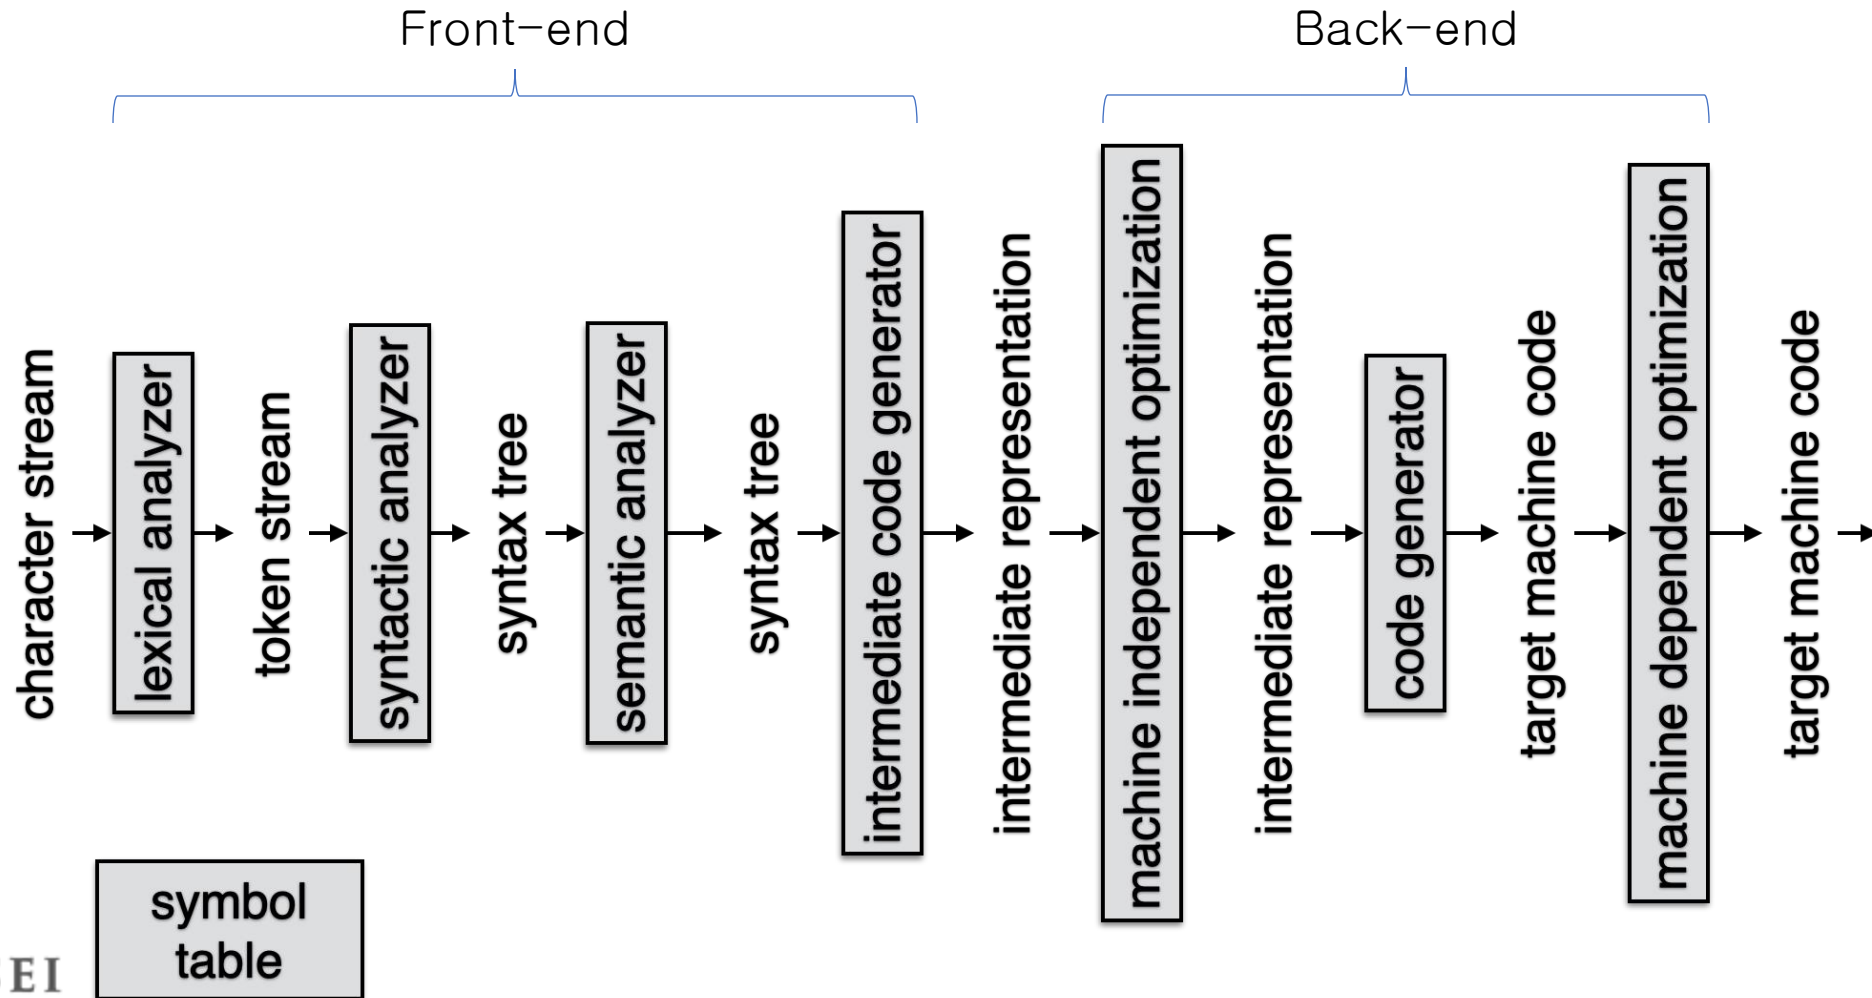 Front-end
Back-end
character stream
lexical analyzer
token stream
syntactic analyzer
syntax tree
semantic analyzer
syntax tree
intermediate code generator
intermediate representation
machine independent optimization
intermediate representation
code generator
target machine code
machine dependent optimization
target machine code
symbol
table
EI